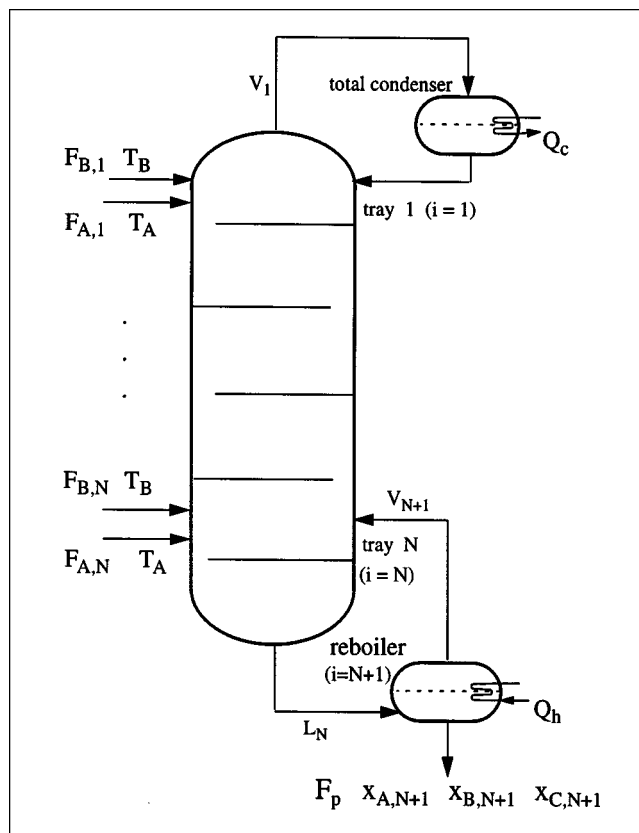 V1
total condenser
Qc
FB,1 TB
FA,1 TA
tray 1 (i = 1)
FB,N TB
FA,N TA
VN+1
tray N
(i = N)
reboiler
(i=N+1)
Qh
LN
Fp xA,N+1 xB,N+1 xC,N+1